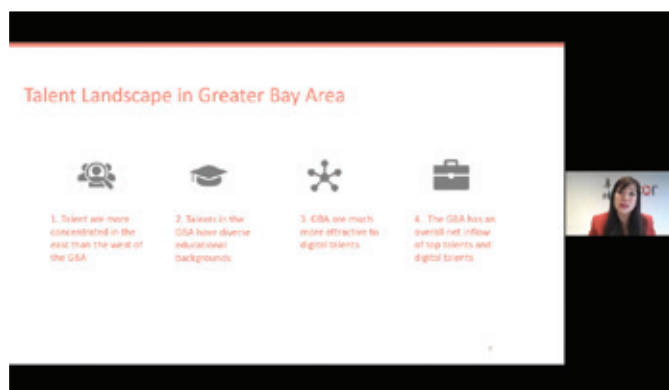 Talent Landscape in Greater Bay Area
1. Talent are more
concentrated in the
east than the west of
the GBA
2. Talents in the
GBA have diverse
educational
backgrounds
3. GBA are much
more attractive to
digital talents
4. The GBA has an
overall net inflow
of top talents and
digital talents